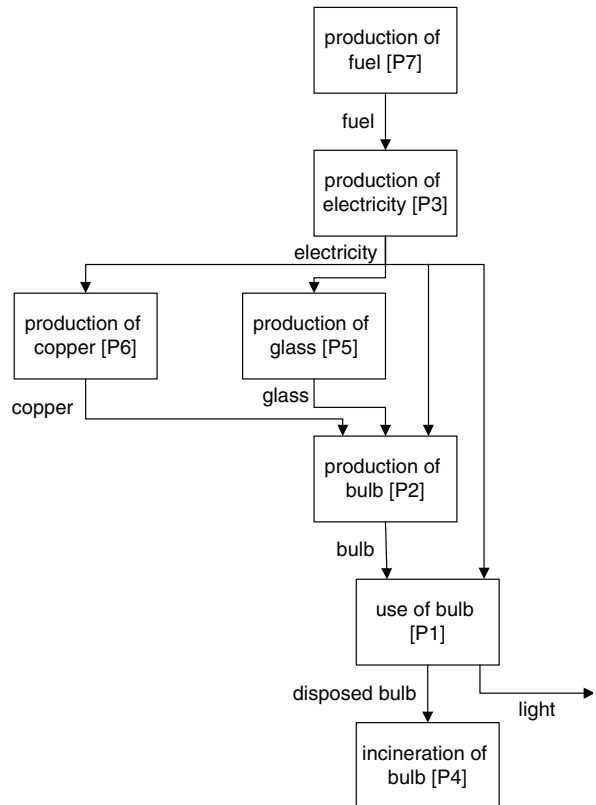 production of
fuel [P7]
fuel
production of
electricity [P3]
electricity
production of
copper [P6]
production of
glass [P5]
copper
glass
production of
bulb [P2]
bulb
use of bulb
[P1]
disposed bulb
light
incineration of
bulb [P4]